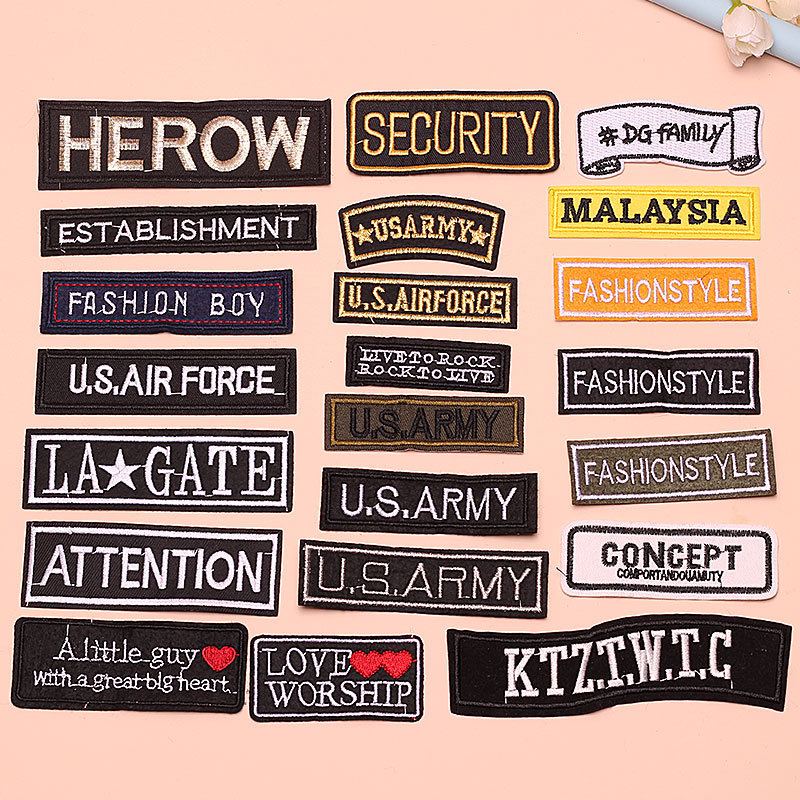 HEROW
SECURITY
#DG FAMILY
ESTABLISHMENT
★USARMY★
MALAYSIA
FASHION BOY
U.S.AIRFORCE
FASHIONSTYLE
U.S.AIR FORCE
LIVE TO ROCK
ROCK TO LIVE
FASHIONSTYLE
LA★GATE
U.S.ARMY
FASHIONSTYLE
ATTENTION
U.S.ARMY
CONCEPT
COMPORTANDOUAMUTY
U.S.ARMY
A little guy
with a great big heart
LOVE
WORSHIP
KTZ.T.W.T.C